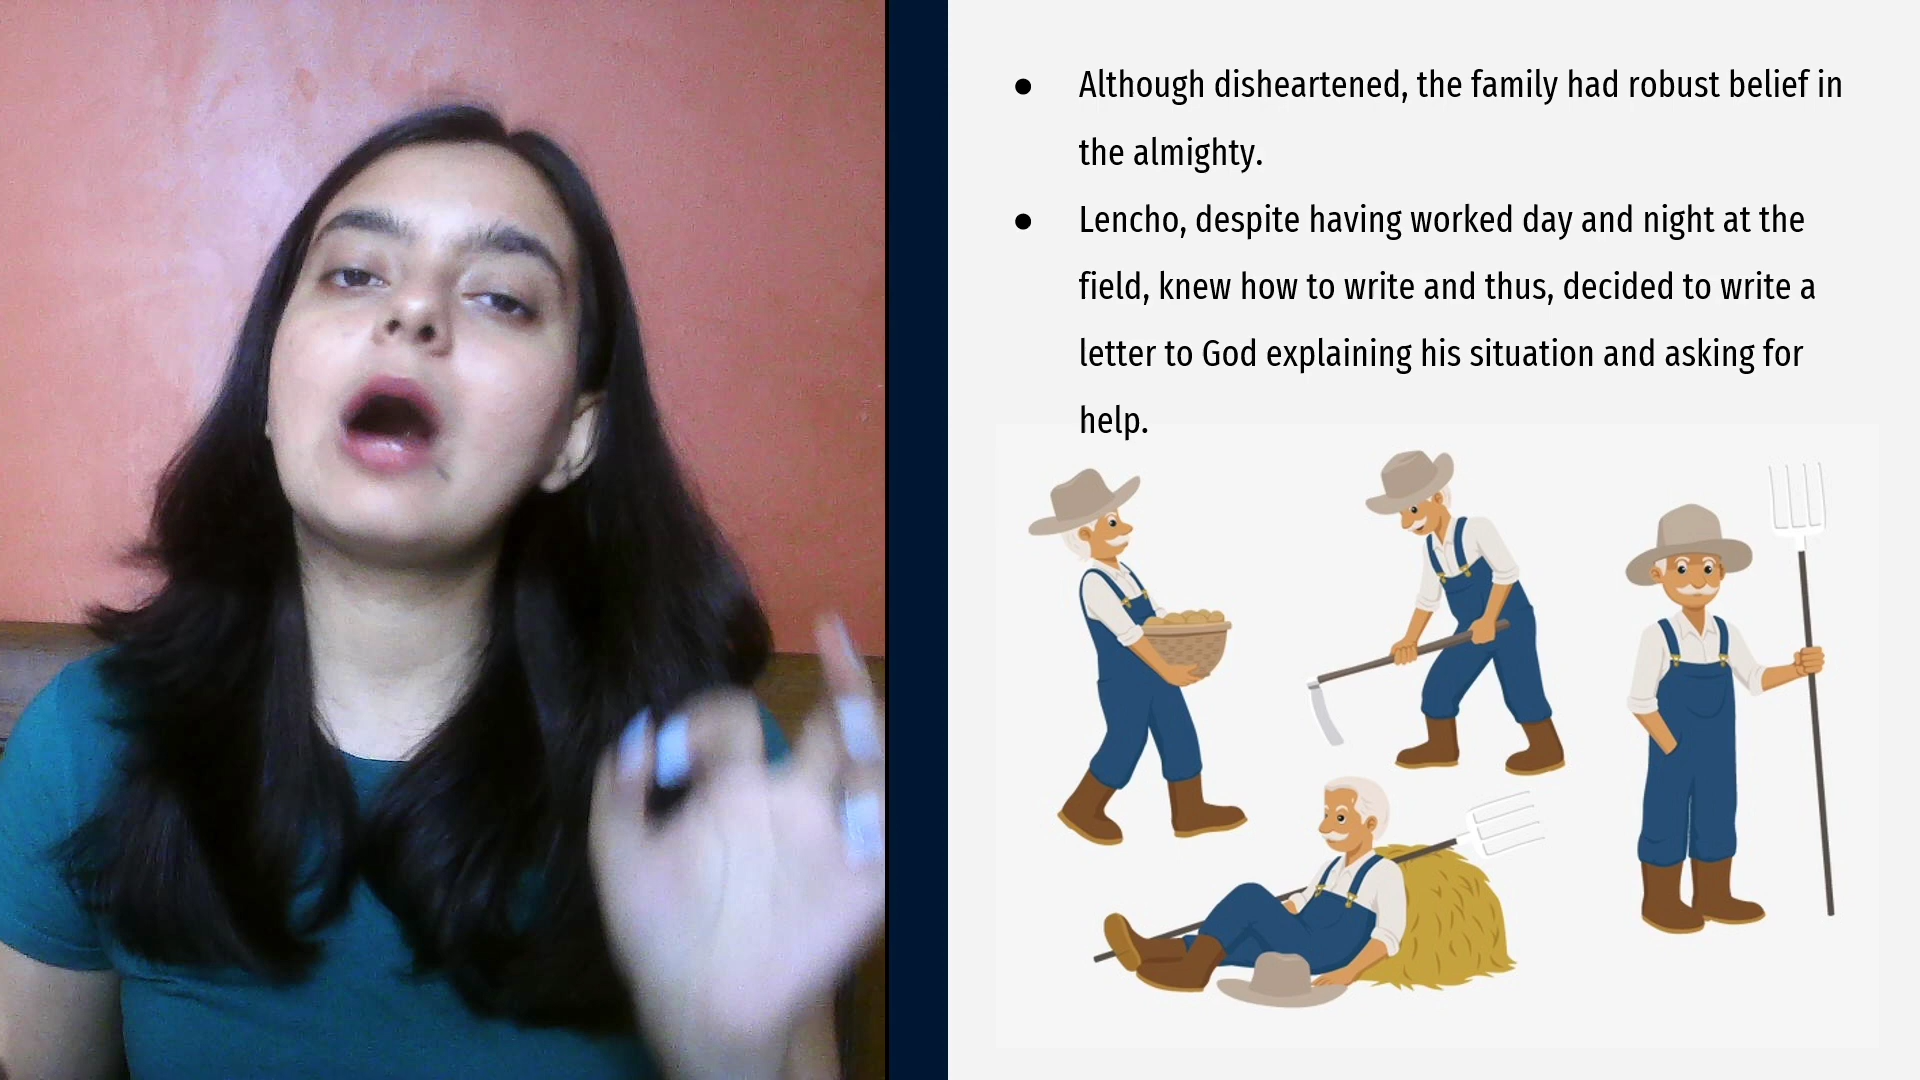 ● Although disheartened, the family had robust belief in
the almighty.
● Lencho, despite having worked day and night at the
field, knew how to write and thus, decided to write a
letter to God explaining his situation and asking for
help.